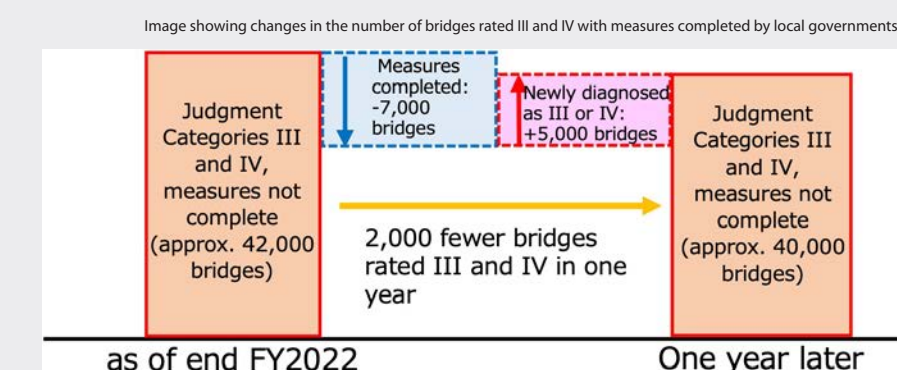 Image showing changes in the number of bridges rated III and IV with measures completed by local governments
Judgment
Categories III
and IV,
measures not
complete
(approx. 42,000
bridges)
Measures
completed:
-7,000
bridges
Newly diagnosed
as III or IV:
+5,000 bridges
2,000 fewer bridges
rated III and IV in one
year
Judgment
Categories III
and IV,
measures not
complete
(approx. 40,000
bridges)
as of end FY2022
One year later